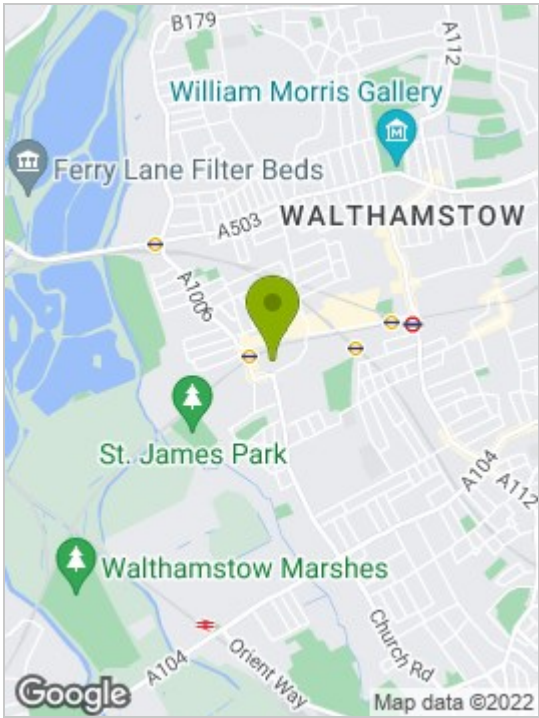 B179
A112
William Morris Gallery
M
Ferry Lane Filter Beds
A503
WALTHAMSTOW
A1006
St. James Park
A104
A112
Walthamstow Marshes
Church Rd
A104
Orient Way
Google
Map data ©2022